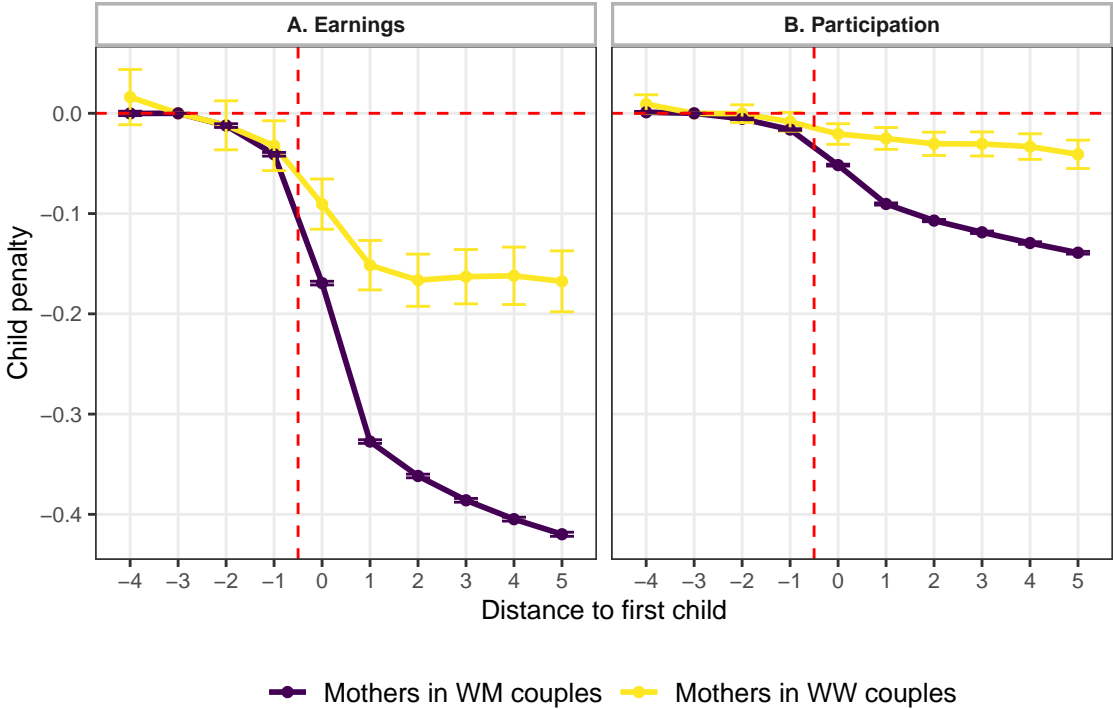 A. Earnings
B. Participation
Child penalty
0.0
−0.1
−0.2
−0.3
−0.4
−4 −3 −2 −1 0 1 2 3 4 5
−4 −3 −2 −1 0 1 2 3 4 5
Distance to first child
Mothers in WM couples
Mothers in WW couples